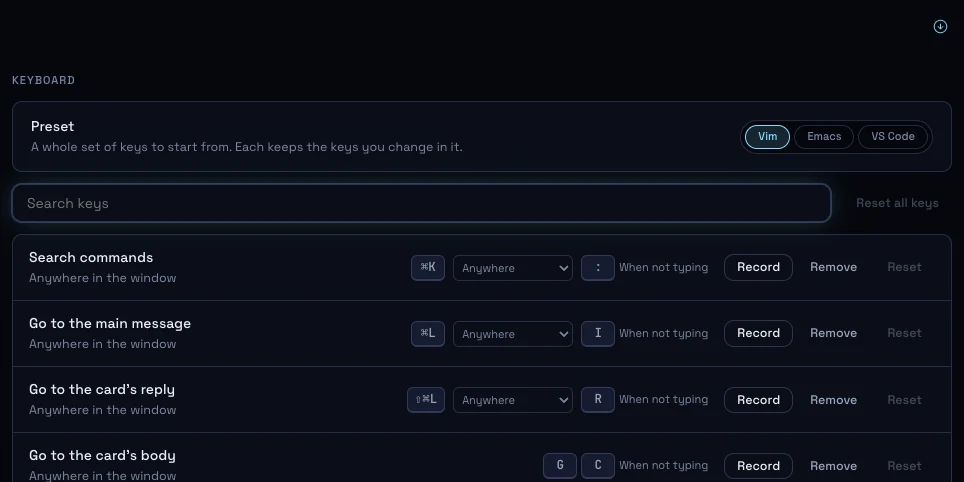 KEYBOARD
Preset
A whole set of keys to start from. Each keeps the keys you change in it.
Vim Emacs VS Code
Search keys
Reset all keys
Search commands
Anywhere in the window
⌘K Anywhere : When not typing Record Remove Reset
Go to the main message
Anywhere in the window
⌘L Anywhere I When not typing Record Remove Reset
Go to the card's reply
Anywhere in the window
⇧⌘L Anywhere R When not typing Record Remove Reset
Go to the card's body
Anywhere in the window
G C When not typing Record Remove Reset